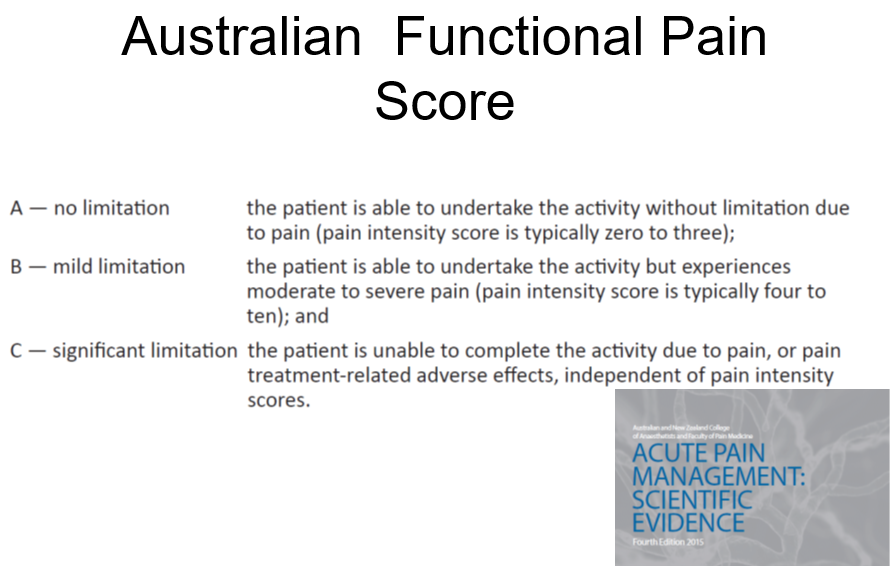 Australian  Functional Pain
Score
A — no limitation the patient is able to undertake the activity without limitation due
to pain (pain intensity score is typically zero to three);
B — mild limitation the patient is able to undertake the activity but experiences
moderate to severe pain (pain intensity score is typically four to
ten); and
C — significant limitation the patient is unable to complete the activity due to pain, or pain
treatment-related adverse effects, independent of pain intensity
scores.
Australian and New Zealand College
of Anaesthetists and Faculty of Pain Medicine
ACUTE PAIN
MANAGEMENT:
SCIENTIFIC
EVIDENCE
Fourth Edition 2015